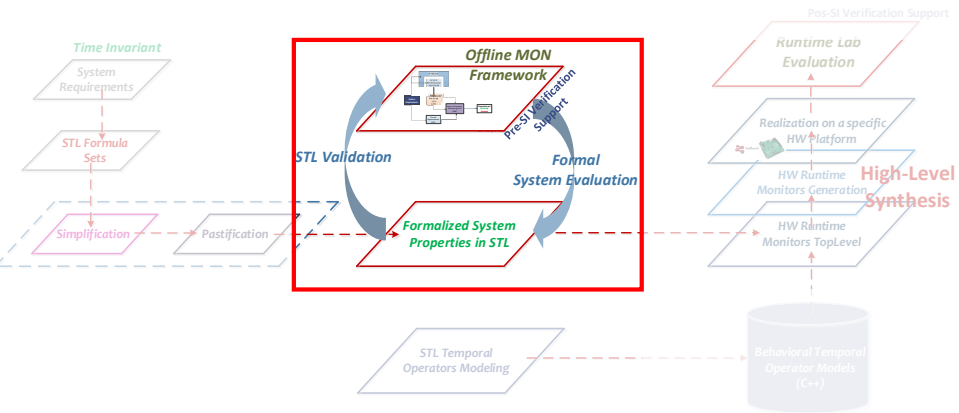 Pos-SI Verification Support
Time Invariant
System
Requirements
STL Formula
Sets
Simplification
Pastification
Offline MON
Framework
Pre-SI Verification
Support
STL Validation
Formal
System Evaluation
Formalized System
Properties in STL
STL Temporal
Operators Modeling
Runtime Lab
Evaluation
Realization on a specific
HW Platform
HW Runtime
Monitors Generation
High-Level
Synthesis
HW Runtime
Monitors TopLevel
Behavioral Temporal
Operator Models
(C++)